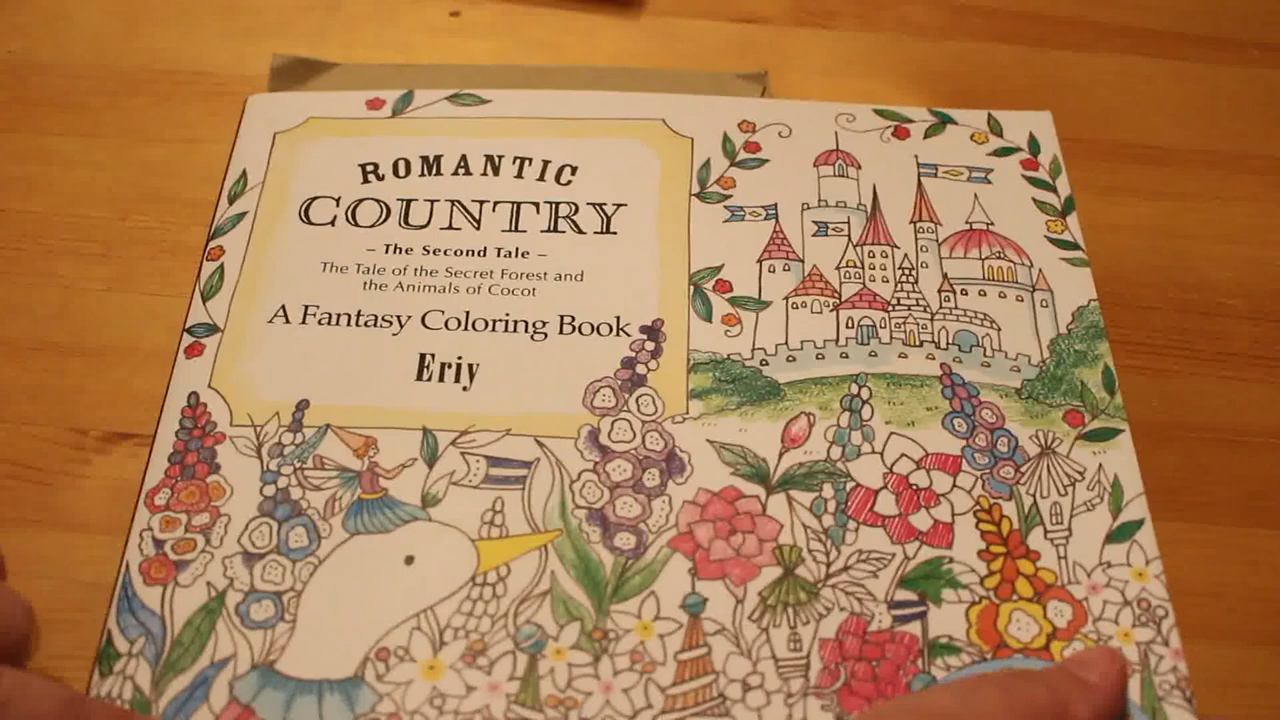 ROMANTIC
COUNTRY
– The Second Tale –
The Tale of the Secret Forest and
the Animals of Cocot
A Fantasy Coloring Book
Eriy